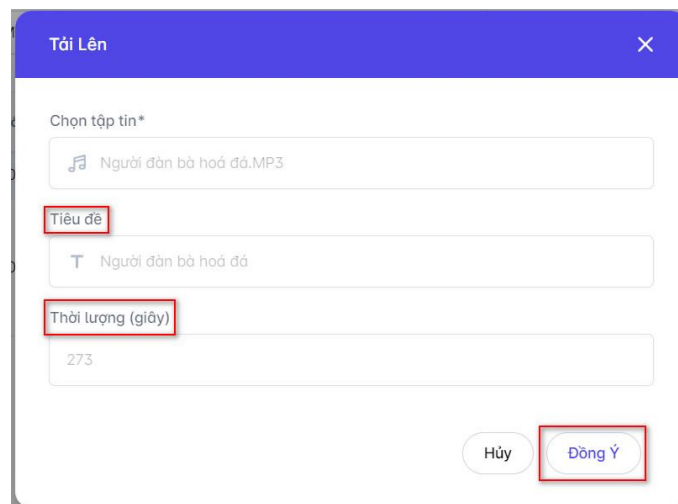 Tải Lên
Chọn tập tin*
Người đàn bà hoá đá.MP3
Tiêu đề
Người đàn bà hoá đá
Thời lượng (giây)
273
Hủy
Đồng Ý